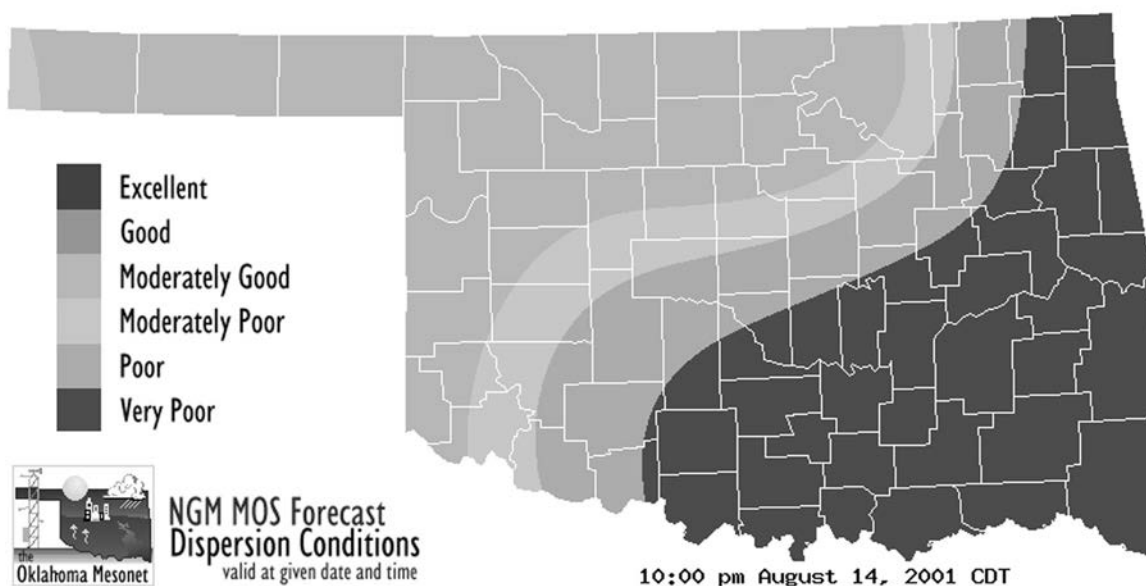 Excellent
Good
Moderately Good
Moderately Poor
Poor
Very Poor
the
Oklahoma Mesonet
NGM MOS Forecast
Dispersion Conditions
valid at given date and time
10:00 pm August 14, 2001 CDT